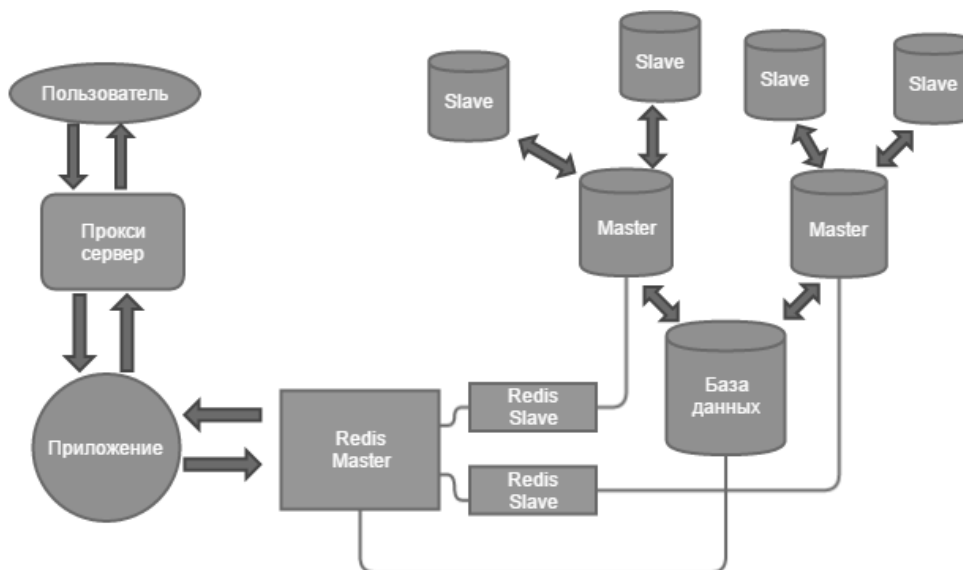 Slave
Slave
Slave
Slave
Пользователь
Прокси
сервер
Master
Master
База
данных
Redis
Slave
Redis
Master
Приложение
Redis
Slave